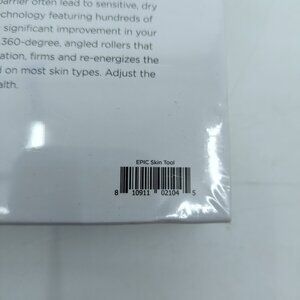 barrier often lead to sensitive, dry
technology featuring hundreds of
significant improvement in your
360-degree, angled rollers that
ation, firms and re-energizes the
on most skin types. Adjust the
alth.
EPIC Skin Tool
8 10911 02104 5